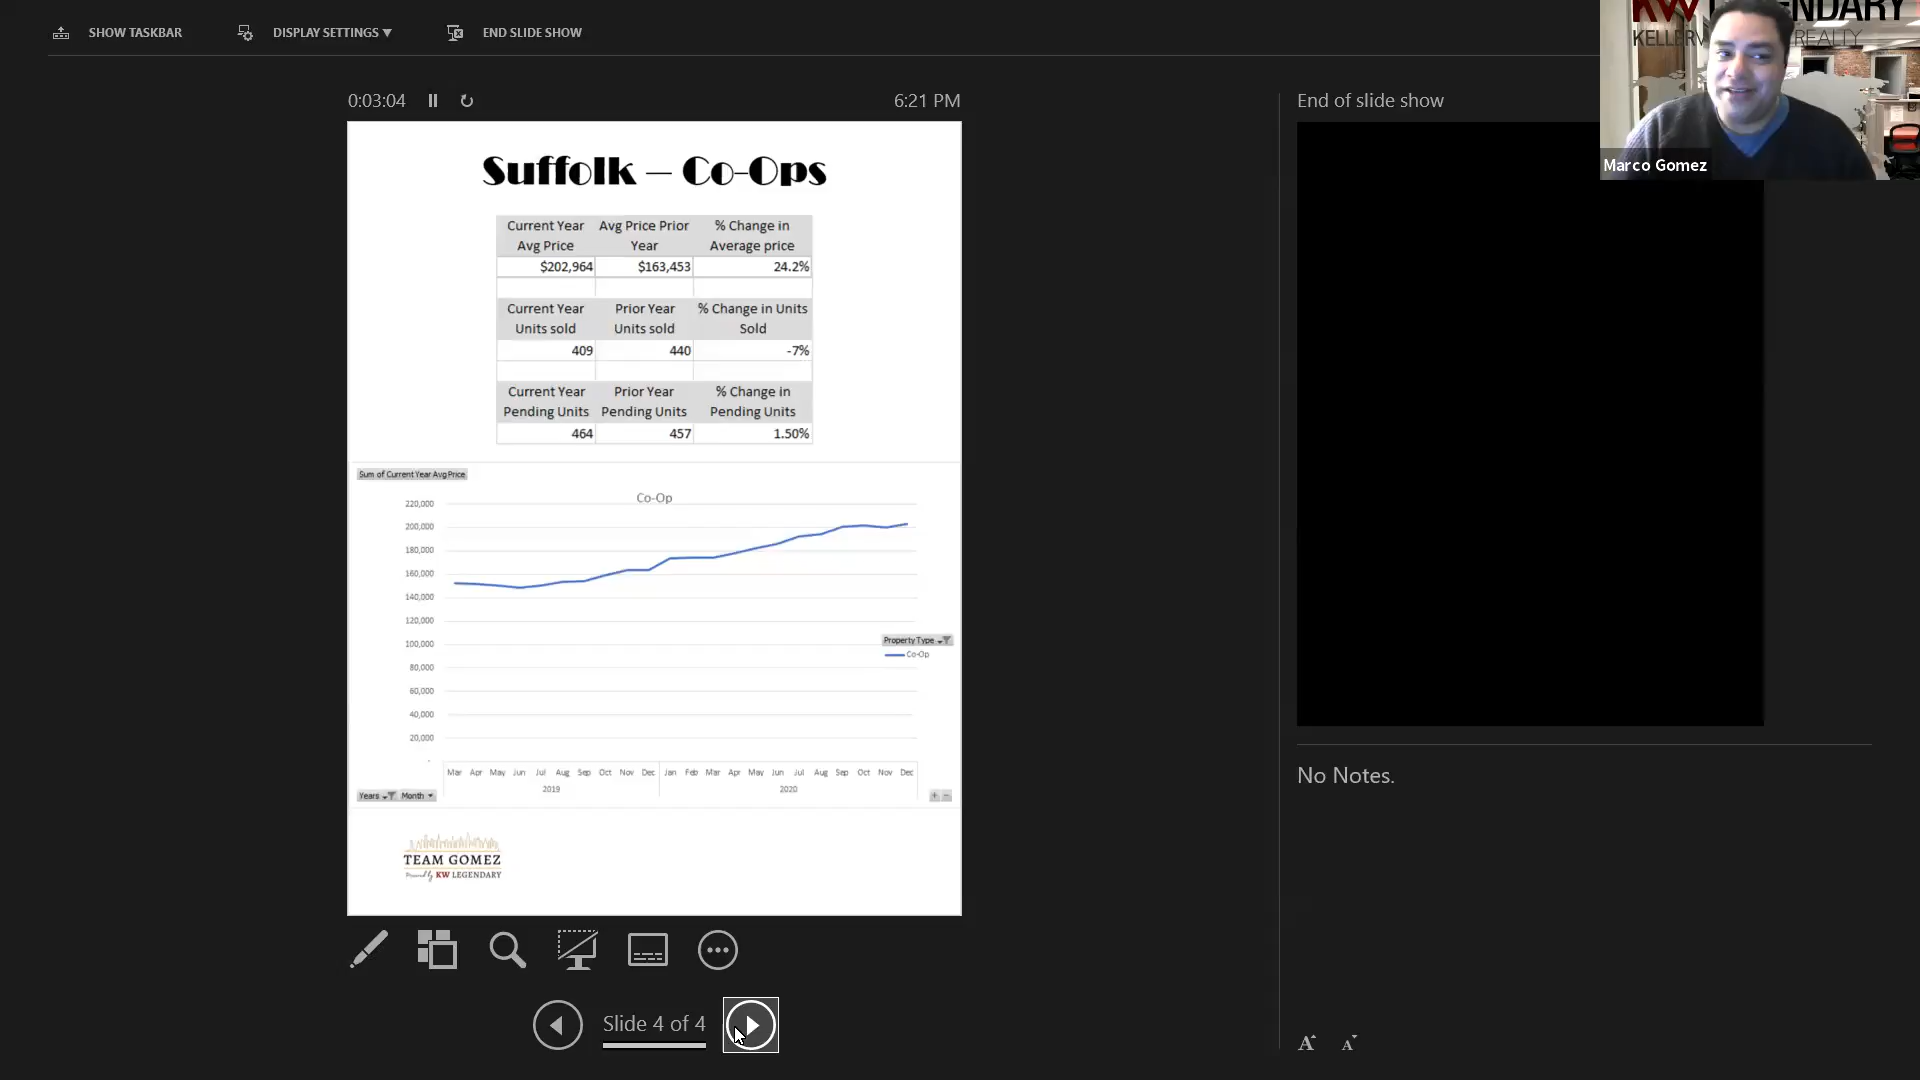 SHOW TASKBAR
DISPLAY SETTINGS ▼
END SLIDE SHOW
KW LEGENDARY
REALTY
Marco Gomez
0:03:04
6:21 PM
End of slide show
Suffolk – Co-Ops
Current Year Avg Price Prior % Change in
Avg Price Year Average price
$202,964 $163,453 24.2%
Current Year Prior Year % Change in Units
Units sold Units sold Sold
409 440 -7%
Current Year Prior Year % Change in
Pending Units Pending Units Pending Units
464 457 1.50%
Sum of Current Year Avg Price
Co-Op
220,000
200,000
180,000
160,000
140,000
120,000
100,000
80,000
60,000
40,000
20,000
-
Property Type
Co-Op
Mar Apr May Jun Jul Aug Sep Oct Nov Dec Jan Feb Mar Apr May Jun Jul Aug Sep Oct Nov Dec
2019 2020
Years Month
+ -
TEAM GOMEZ
Powered by KW LEGENDARY
No Notes.
Slide 4 of 4
A A